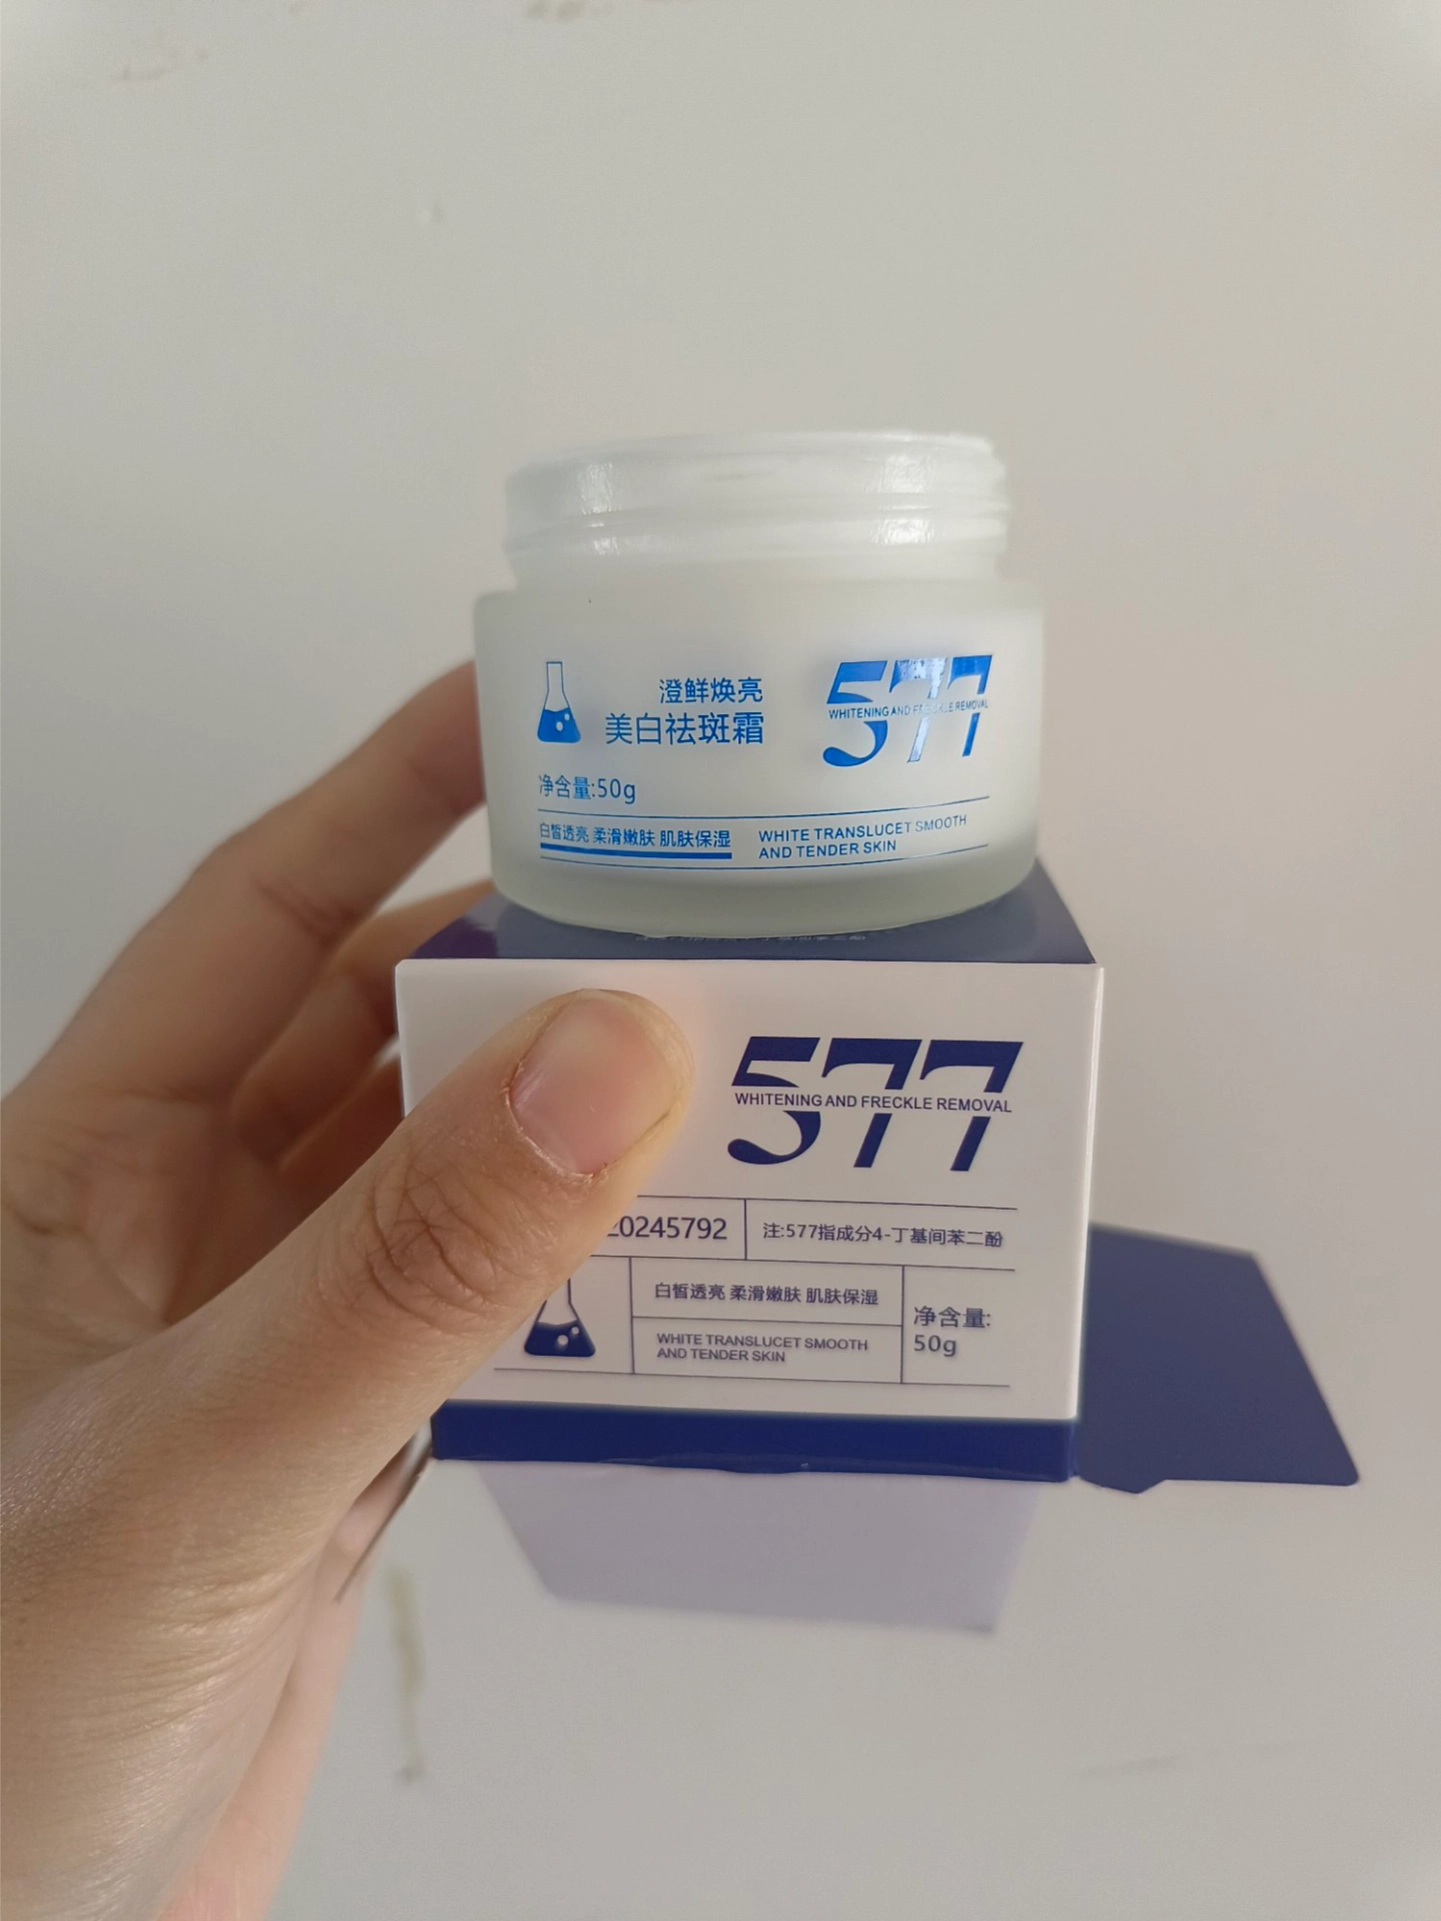 澄鲜焕亮
美白祛斑霜
577
WHITENING AND FRECKLE REMOVAL
净含量:50g
白皙透亮 柔滑嫩肤 肌肤保湿
WHITE TRANSLUCET SMOOTH
AND TENDER SKIN
577
WHITENING AND FRECKLE REMOVAL
20245792
注:577指成分4-丁基间苯二酚
白皙透亮 柔滑嫩肤 肌肤保湿
WHITE TRANSLUCET SMOOTH
AND TENDER SKIN
净含量:
50g